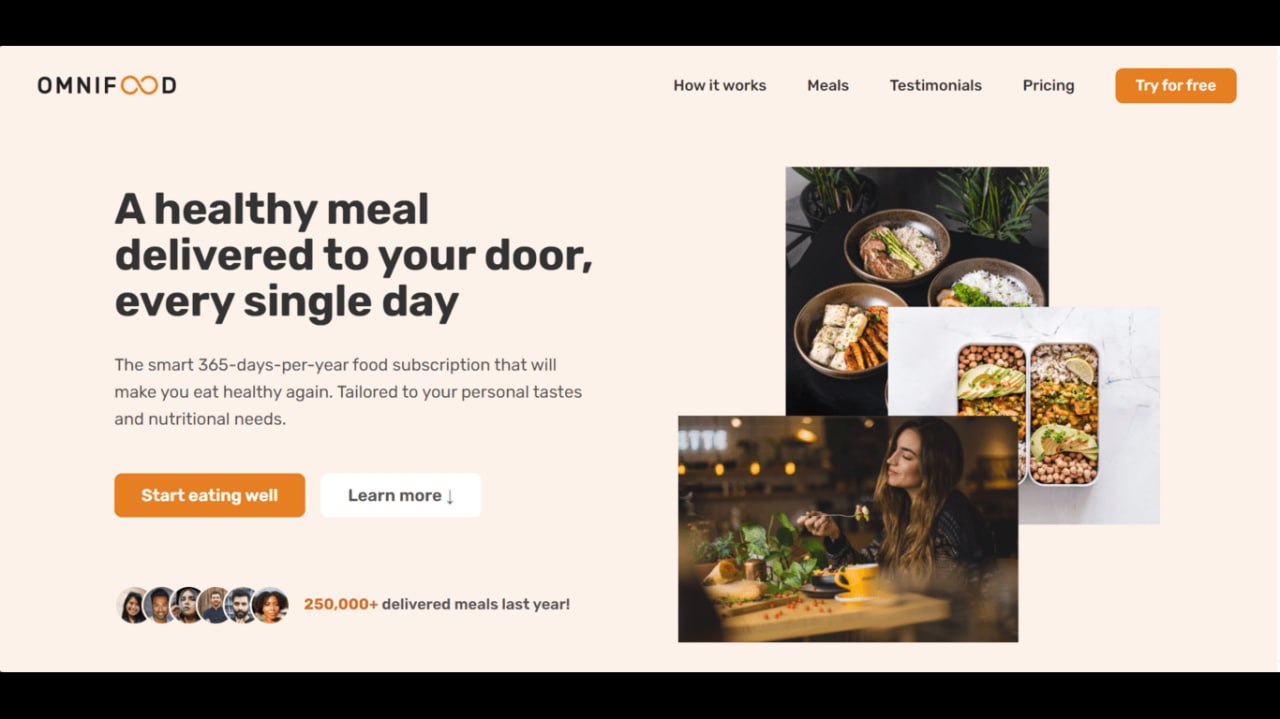 OMNIFOOD
How it works
Meals
Testimonials
Pricing
Try for free
A healthy meal
delivered to your door,
every single day
The smart 365-days-per-year food subscription that will
make you eat healthy again. Tailored to your personal tastes
and nutritional needs.
Start eating well
Learn more ↓
250,000+ delivered meals last year!